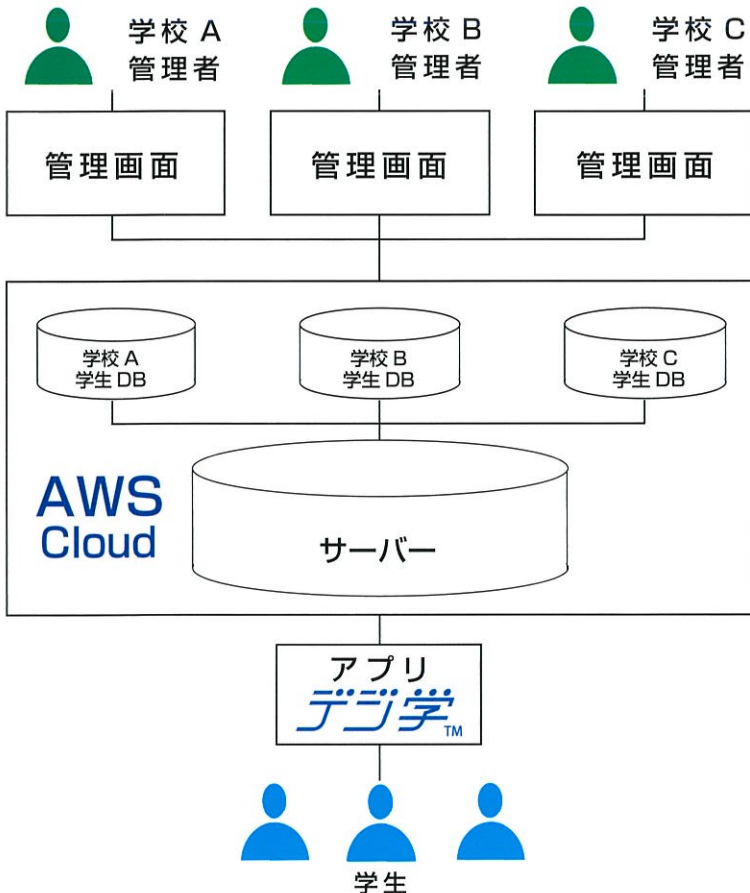 学校 A
管理者
学校 B
管理者
学校 C
管理者
管理画面
管理画面
管理画面
学校 A
学生 DB
学校 B
学生 DB
学校 C
学生 DB
AWS
Cloud
サーバー
アプリ
デジ学™
学生